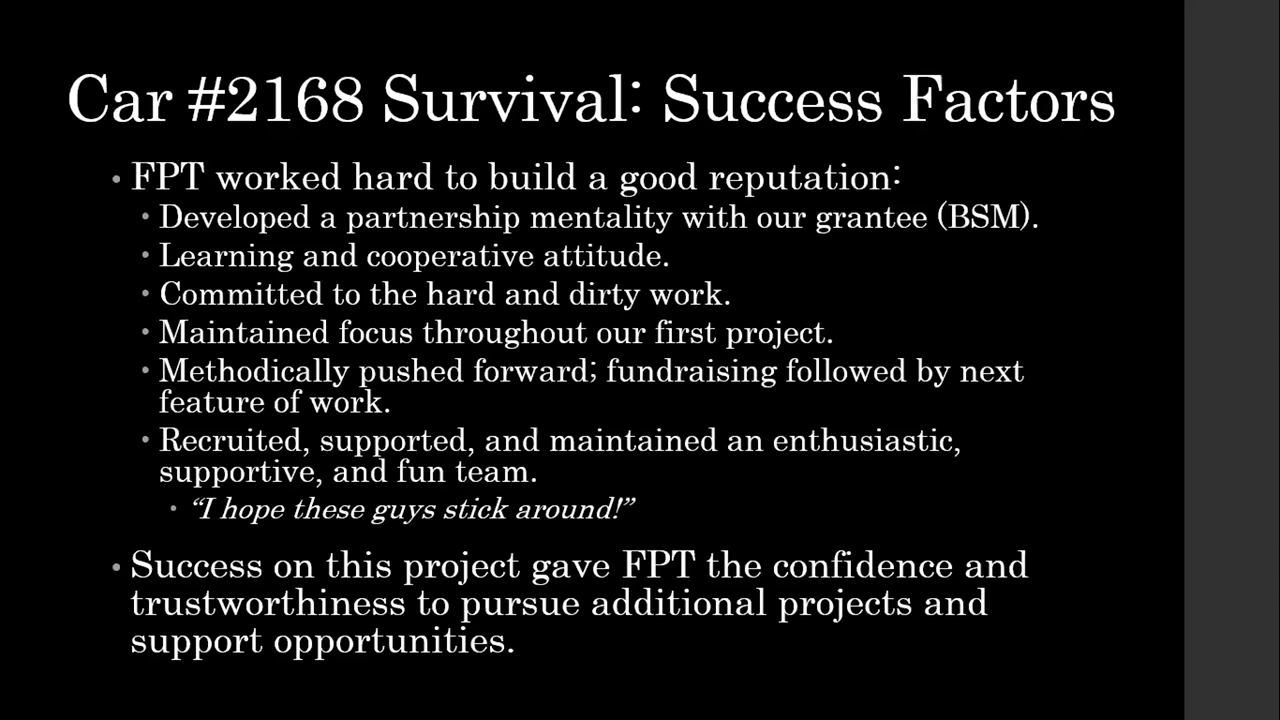 Car #2168 Survival: Success Factors
• FPT worked hard to build a good reputation:
• Developed a partnership mentality with our grantee (BSM).
• Learning and cooperative attitude.
• Committed to the hard and dirty work.
• Maintained focus throughout our first project.
• Methodically pushed forward; fundraising followed by next
feature of work.
• Recruited, supported, and maintained an enthusiastic,
supportive, and fun team.
• “I hope these guys stick around!”
• Success on this project gave FPT the confidence and
trustworthiness to pursue additional projects and
support opportunities.